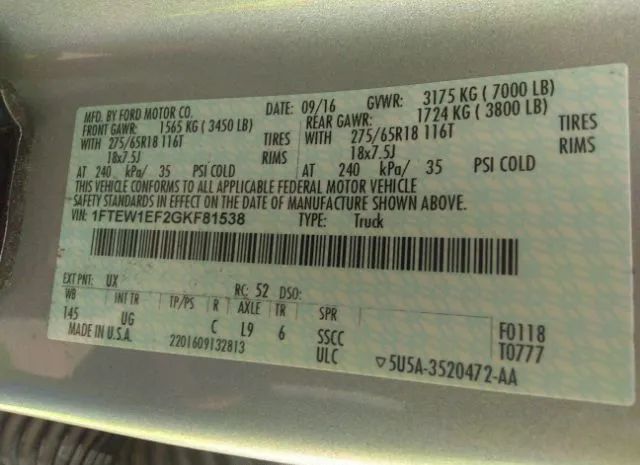 MFD. BY FORD MOTOR CO. DATE: 09/16 GVWR: 3175 KG ( 7000 LB)
FRONT GAWR: 1565 KG (3450 LB) REAR GAWR: 1724 KG ( 3800 LB)
WITH 275/65R18 116T TIRES WITH 275/65R18 116T TIRES
18x7.5J RIMS 18x7.5J RIMS
AT 240 kPa/ 35 PSI COLD AT 240 kPa/ 35 PSI COLD
THIS VEHICLE CONFORMS TO ALL APPLICABLE FEDERAL MOTOR VEHICLE
SAFETY STANDARDS IN EFFECT ON THE DATE OF MANUFACTURE SHOWN ABOVE.
VIN: 1FTEW1EF2GKF81538 TYPE: Truck
EXT PNT: UX RC: 52 DSO:
WB INT TR TP/PS R AXLE TR SPR
145 UG C L9 6 SSCC F0118
MADE IN U.S.A. 2201609132813 ULC T0777
▽5U5A-3520472-AA